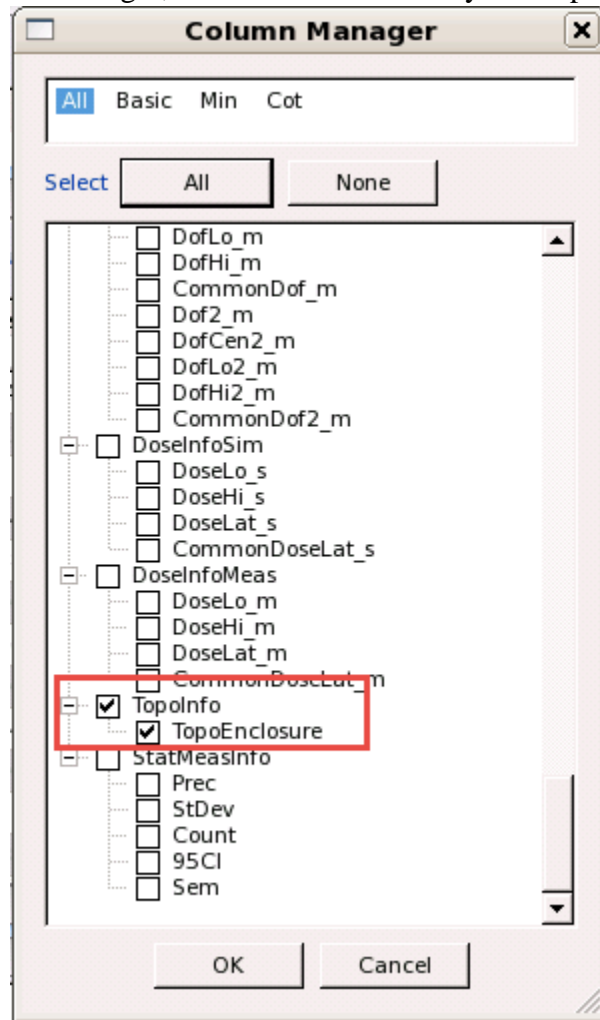 Column Manager
All Basic Min Cot
Select All None
DofLo_m
DofHi_m
CommonDof_m
Dof2_m
DofCen2_m
DofLo2_m
DofHi2_m
CommonDof2_m
DoseInfoSim
DoseLo_s
DoseHi_s
DoseLat_s
CommonDoseLat_s
DoseInfoMeas
DoseLo_m
DoseHi_m
DoseLat_m
CommonDoseLat_m
TopoInfo
TopoEnclosure
StatMeasInfo
Prec
StDev
Count
95CI
Sem
OK Cancel